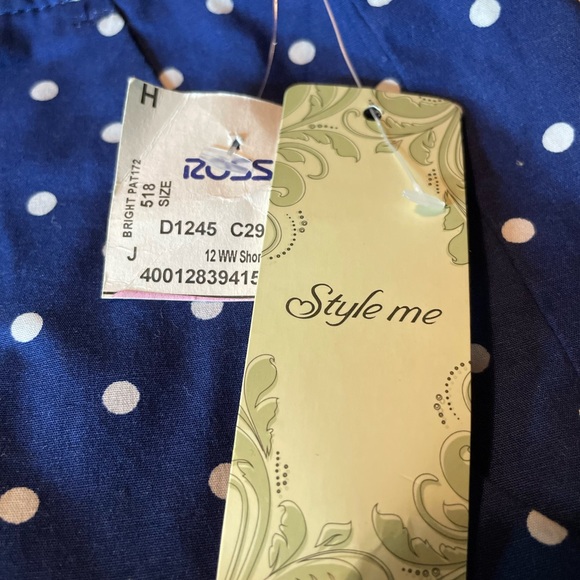 H
ROSS
BRIGHT PAT172
518
SIZE
J
D1245 C29
12 WW Shor
40012839415
Style me